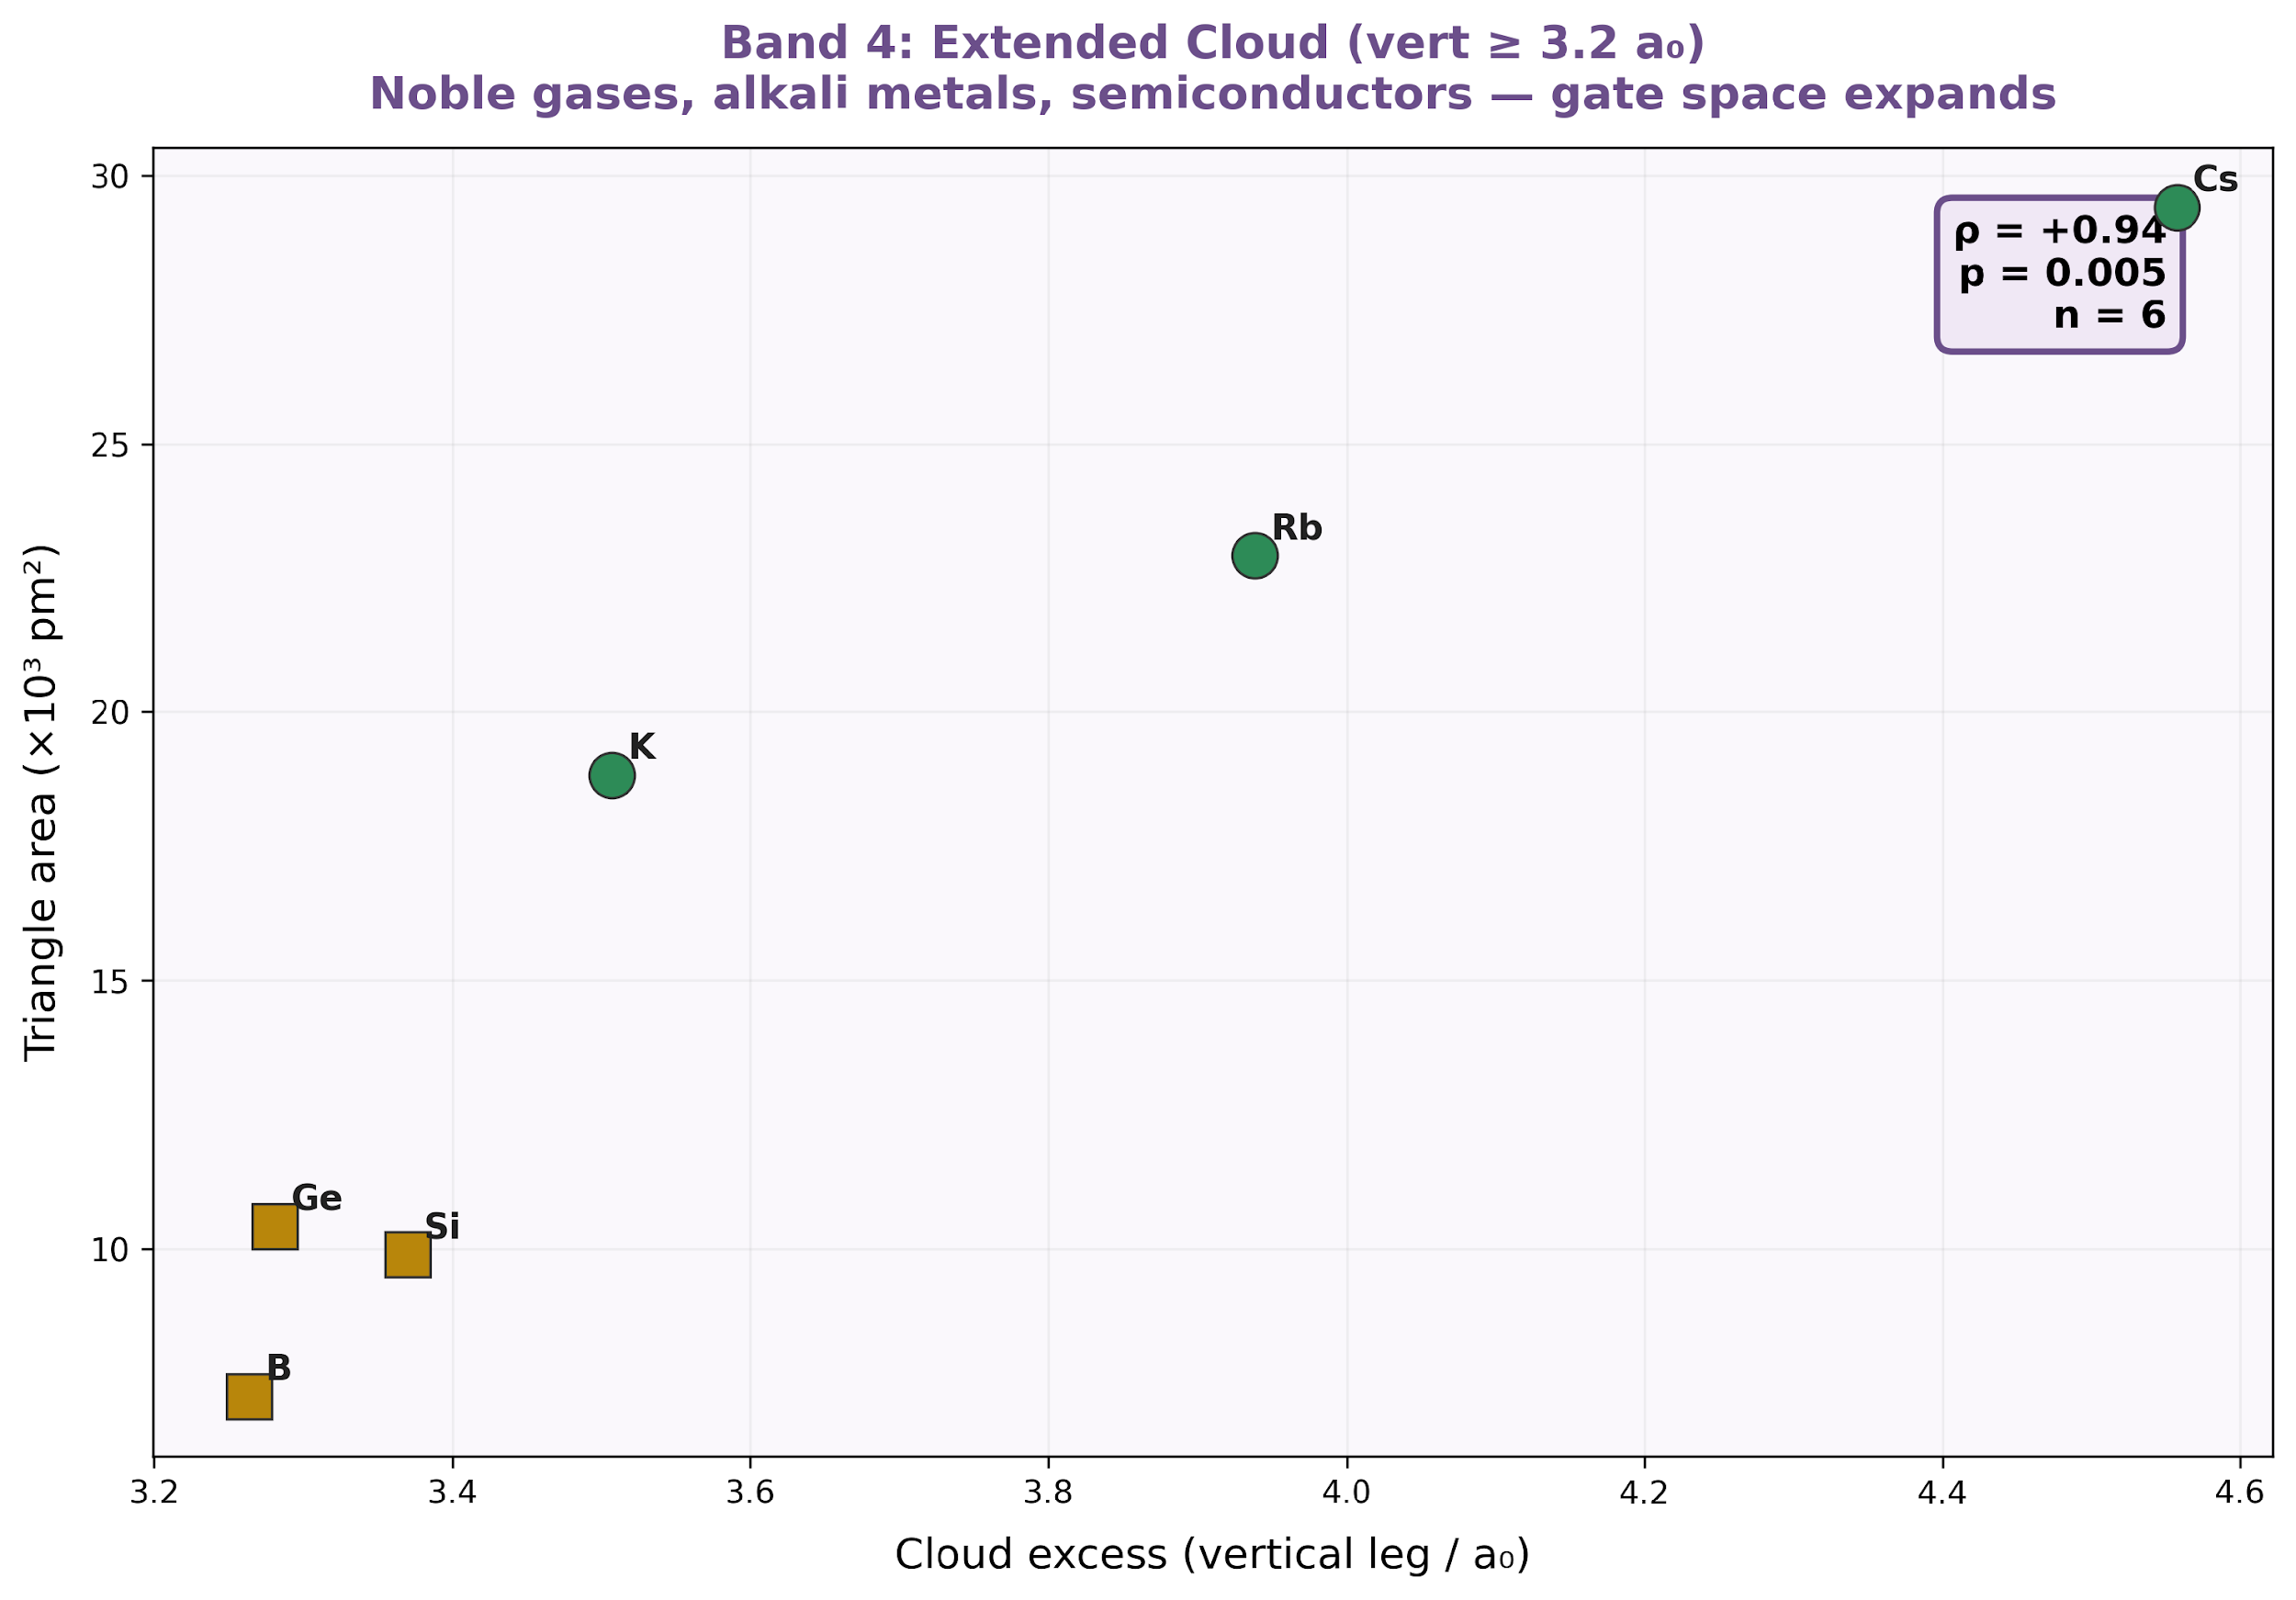 Band 4: Extended Cloud (vert ≥ 3.2 a₀)
Noble gases, alkali metals, semiconductors — gate space expands
Triangle area (×10³ pm²)
30
25
20
15
10
Cs
ρ = +0.94
p = 0.005
n = 6
Rb
K
Ge
Si
B
3.2 3.4 3.6 3.8 4.0 4.2 4.4 4.6
Cloud excess (vertical leg / a₀)